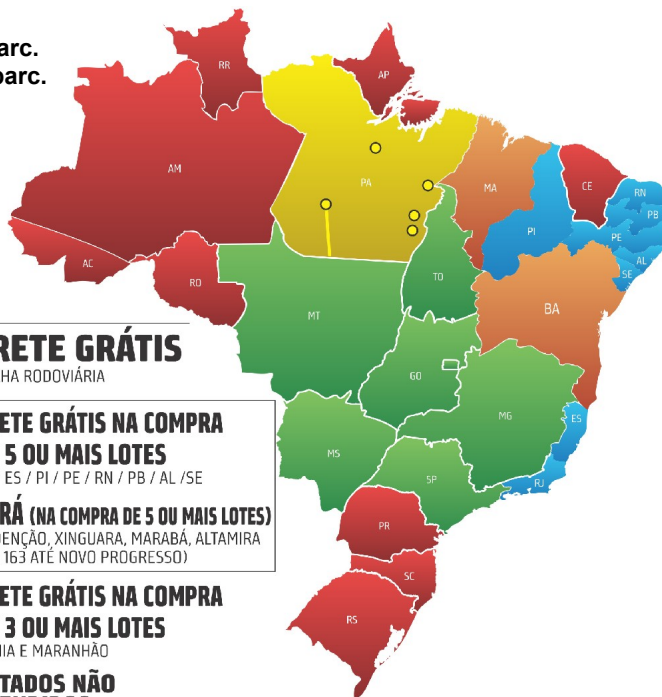 arc.
parc.
RR
AP
AM
PA
MA
CE
RN
PB
PI
PE
AL
SE
AC
RO
TO
BA
MT
GO
MG
ES
MS
SP
RJ
PR
SC
RS
RETE GRÁTIS
HA RODOVIÁRIA
ETE GRÁTIS NA COMPRA
5 OU MAIS LOTES
ES / PI / PE / RN / PB / AL /SE
RÁ (NA COMPRA DE 5 OU MAIS LOTES)
DENÇÃO, XINGUARA, MARABÁ, ALTAMIRA
163 ATÉ NOVO PROGRESSO)
ETE GRÁTIS NA COMPRA
3 OU MAIS LOTES
IA E MARANHÃO
TADOS NÃO